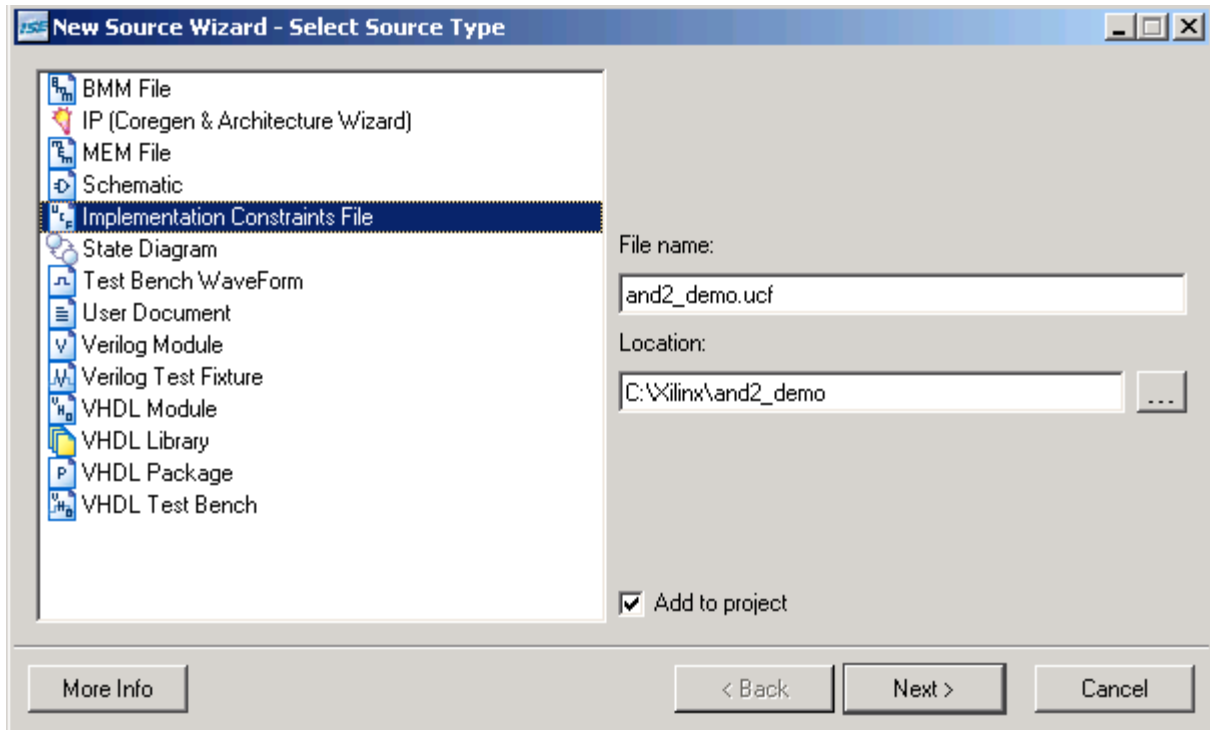 ISE New Source Wizard - Select Source Type
BMM File
IP (Coregen & Architecture Wizard)
MEM File
Schematic
Implementation Constraints File
State Diagram
Test Bench WaveForm
User Document
Verilog Module
Verilog Test Fixture
VHDL Module
VHDL Library
VHDL Package
VHDL Test Bench
File name:
and2_demo.ucf
Location:
C:\Xilinx\and2_demo
...
Add to project
More Info
< Back
Next >
Cancel